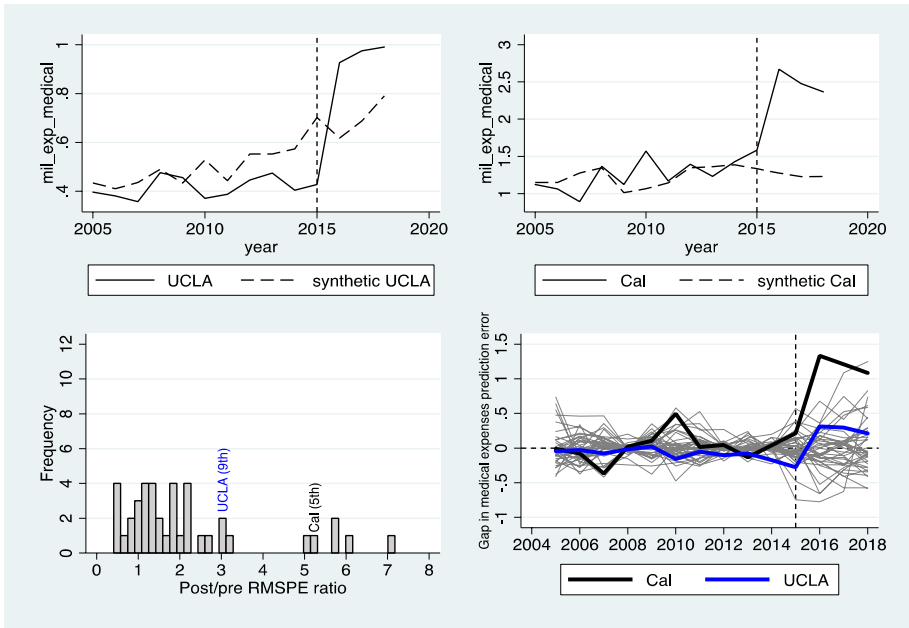 mil_exp_medical
1
.8
.6
.4
2005 2010 2015 2020
year
UCLA synthetic UCLA
mil_exp_medical
3
2.5
2
1.5
1
2005 2010 2015 2020
year
Cal synthetic Cal
Frequency
12
10
8
6
4
2
0
UCLA (9th)
Cal (5th)
0 1 2 3 4 5 6 7 8
Post/pre RMSPE ratio
Gap in medical expenses prediction error
1.5
1
.5
0
-.5
-1
2004 2006 2008 2010 2012 2014 2016 2018
Cal UCLA